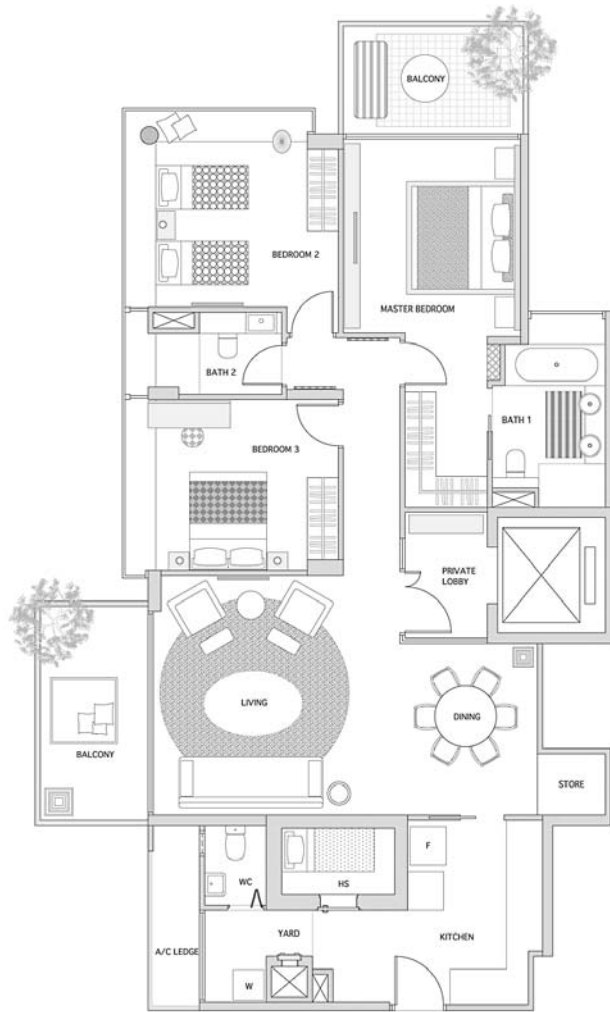 BALCONY
BEDROOM 2
MASTER BEDROOM
BATH 2
BATH 1
BEDROOM 3
PRIVATE
LOBBY
LIVING
DINING
BALCONY
STORE
F
WC
HS
YARD
KITCHEN
A/C LEDGE
W